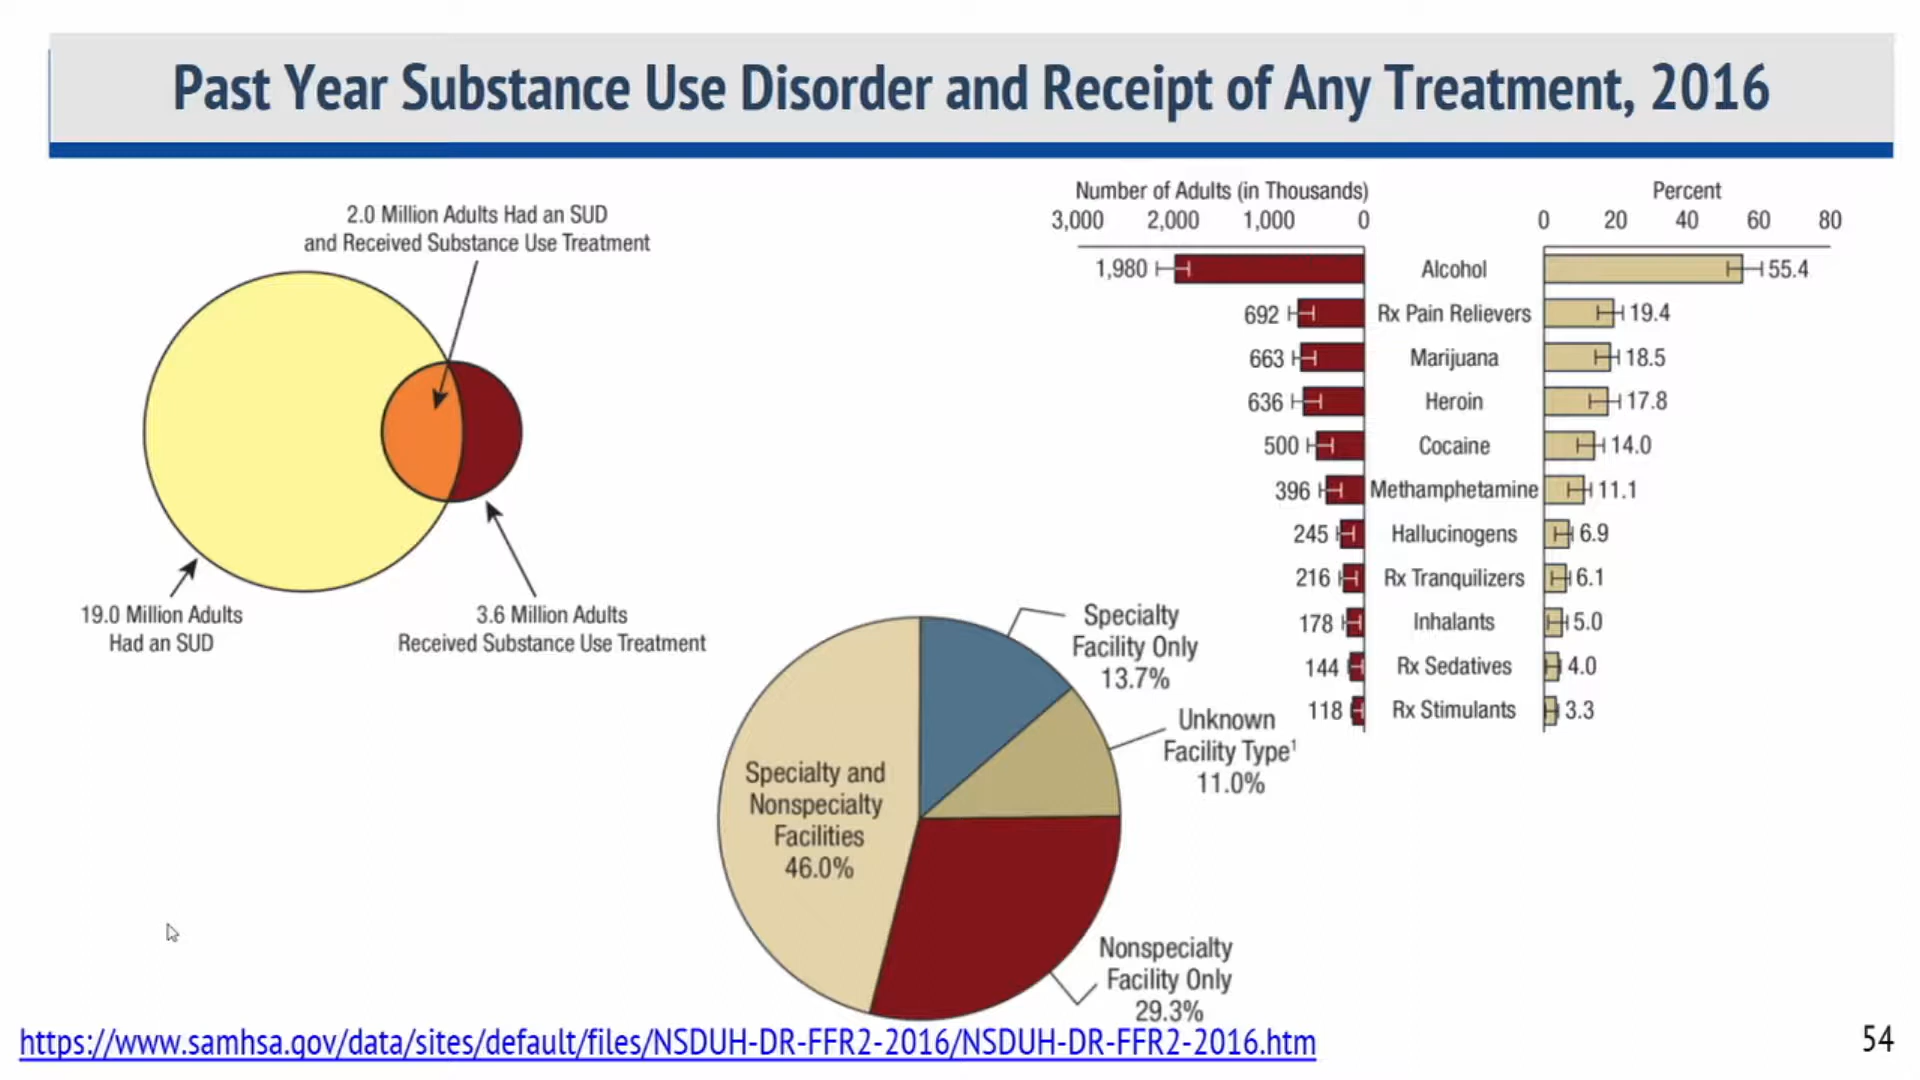 Past Year Substance Use Disorder and Receipt of Any Treatment, 2016
2.0 Million Adults Had an SUD
and Received Substance Use Treatment
19.0 Million Adults
Had an SUD
3.6 Million Adults
Received Substance Use Treatment
Number of Adults (in Thousands)
3,000 2,000 1,000 0
Percent
0 20 40 60 80
1,980 Alcohol 55.4
692 Rx Pain Relievers 19.4
663 Marijuana 18.5
636 Heroin 17.8
500 Cocaine 14.0
396 Methamphetamine 11.1
245 Hallucinogens 6.9
216 Rx Tranquilizers 6.1
178 Inhalants 5.0
144 Rx Sedatives 4.0
118 Rx Stimulants 3.3
Specialty
Facility Only
13.7%
Unknown
Facility Type¹
11.0%
Specialty and
Nonspecialty
Facilities
46.0%
Nonspecialty
Facility Only
29.3%
https://www.samhsa.gov/data/sites/default/files/NSDUH-DR-FFR2-2016/NSDUH-DR-FFR2-2016.htm
54